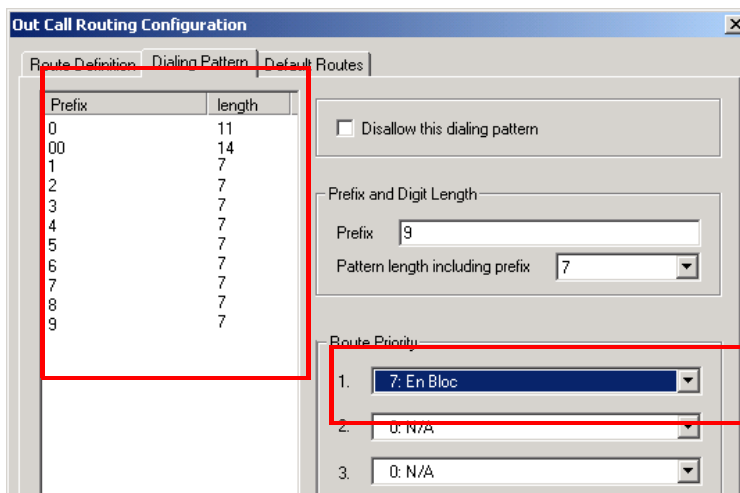 Out Call Routing Configuration
Route Definition Dialing Pattern Default Routes
Prefix length
0 11
00 14
1 7
2 7
3 7
4 7
5 7
6 7
7 7
8 7
9 7
Disallow this dialing pattern
Prefix and Digit Length
Prefix 9
Pattern length including prefix 7
Route Priority
1. 7: En Bloc
2. 0: N/A
3. 0: N/A